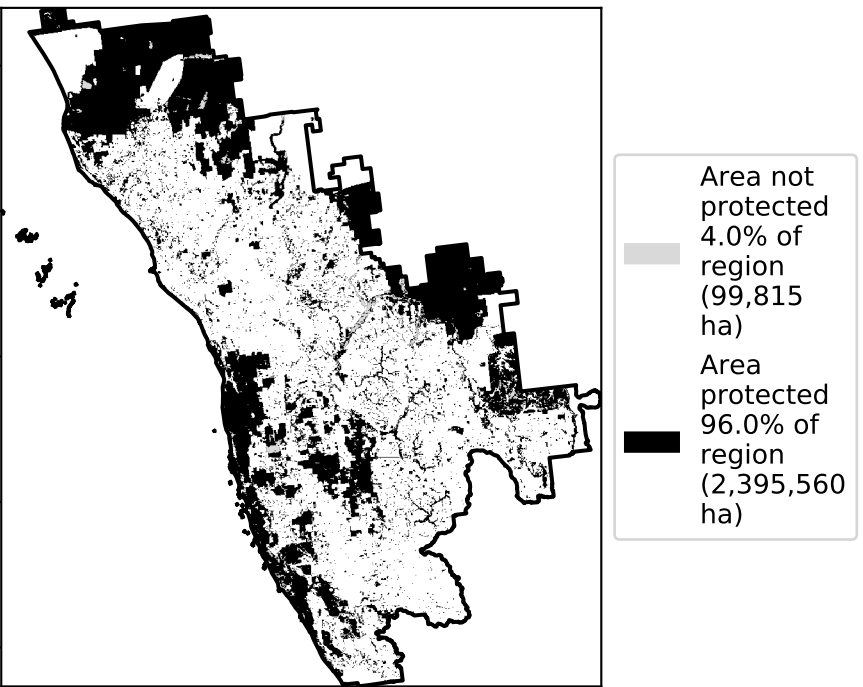 Area not
protected
4.0% of
region
(99,815
ha)
Area
protected
96.0% of
region
(2,395,560
ha)